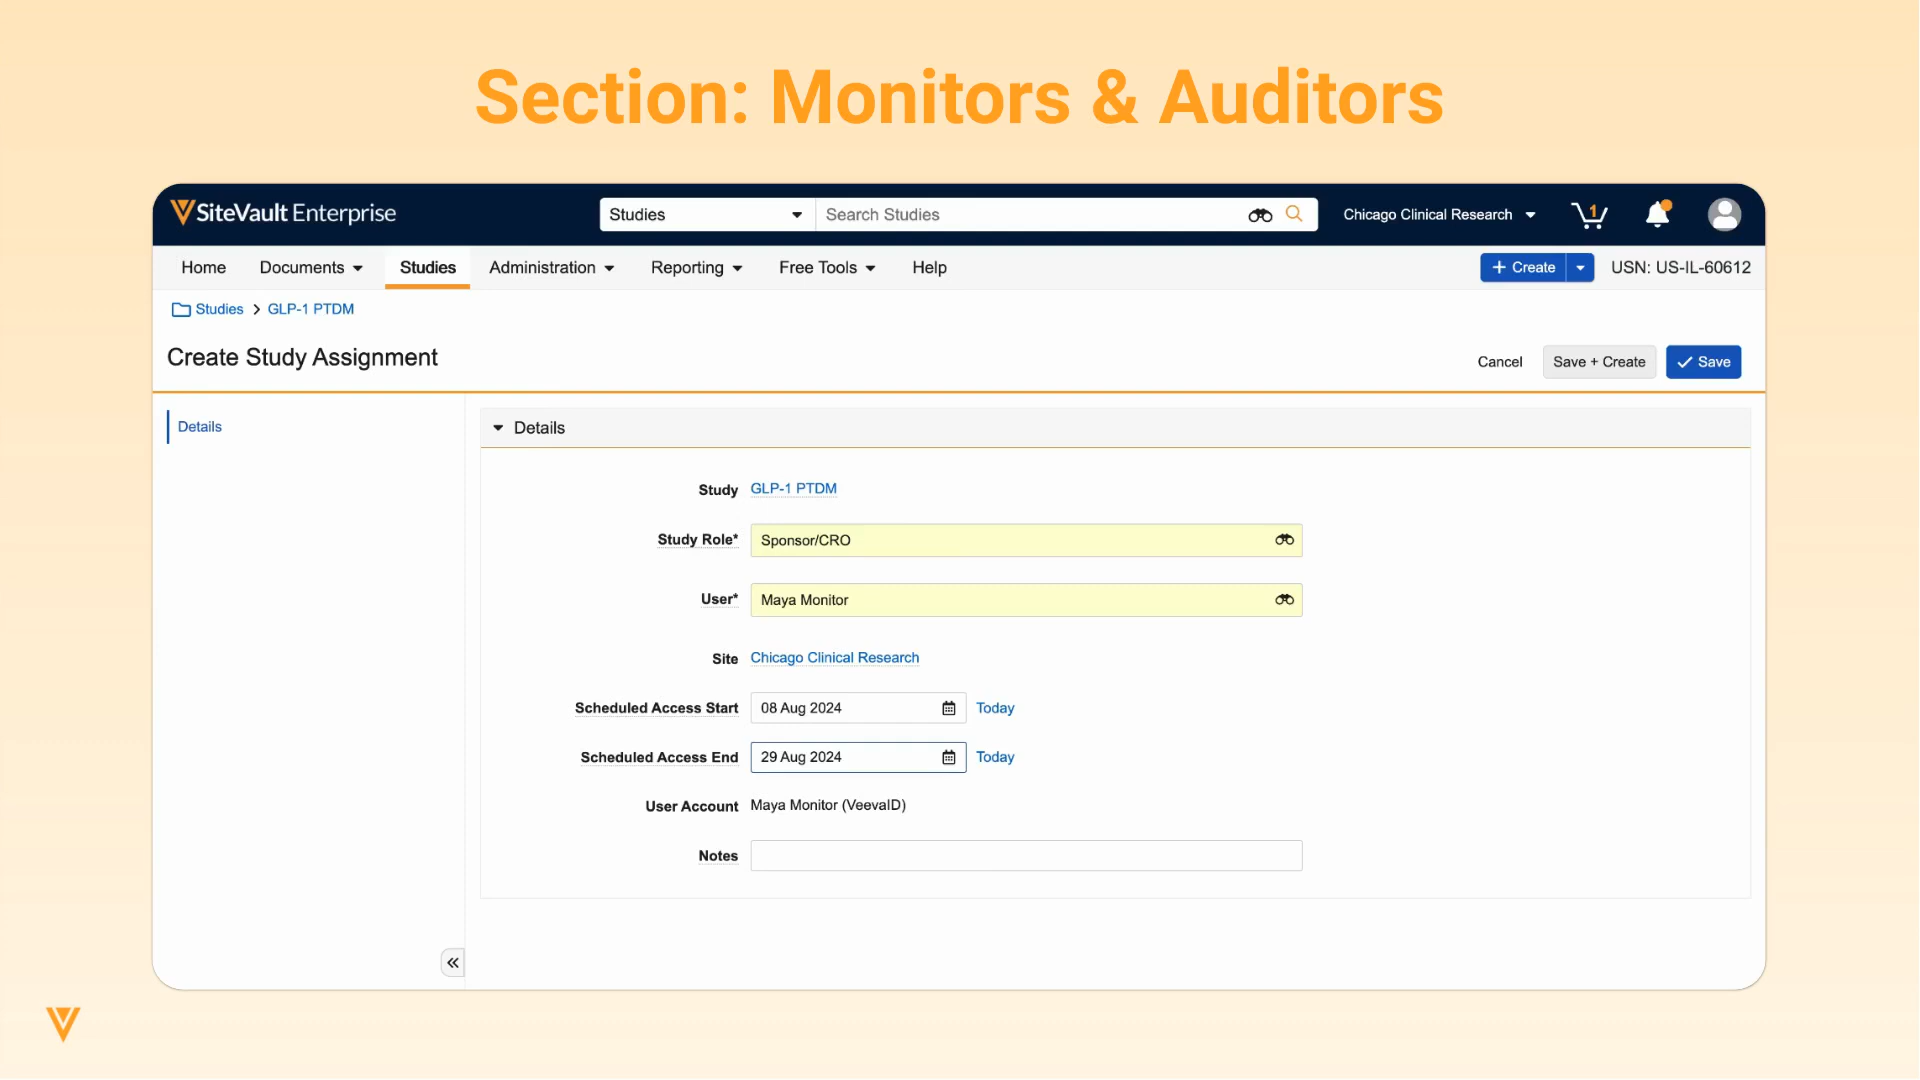 Section: Monitors & Auditors
SiteVault Enterprise
Studies
Search Studies
Chicago Clinical Research
1
Home
Documents
Studies
Administration
Reporting
Free Tools
Help
+ Create
USN: US-IL-60612
Studies > GLP-1 PTDM
Create Study Assignment
Cancel
Save + Create
Save
Details
Details
Study GLP-1 PTDM
Study Role* Sponsor/CRO
User* Maya Monitor
Site Chicago Clinical Research
Scheduled Access Start 08 Aug 2024 Today
Scheduled Access End 29 Aug 2024 Today
User Account Maya Monitor (VeevaID)
Notes
«